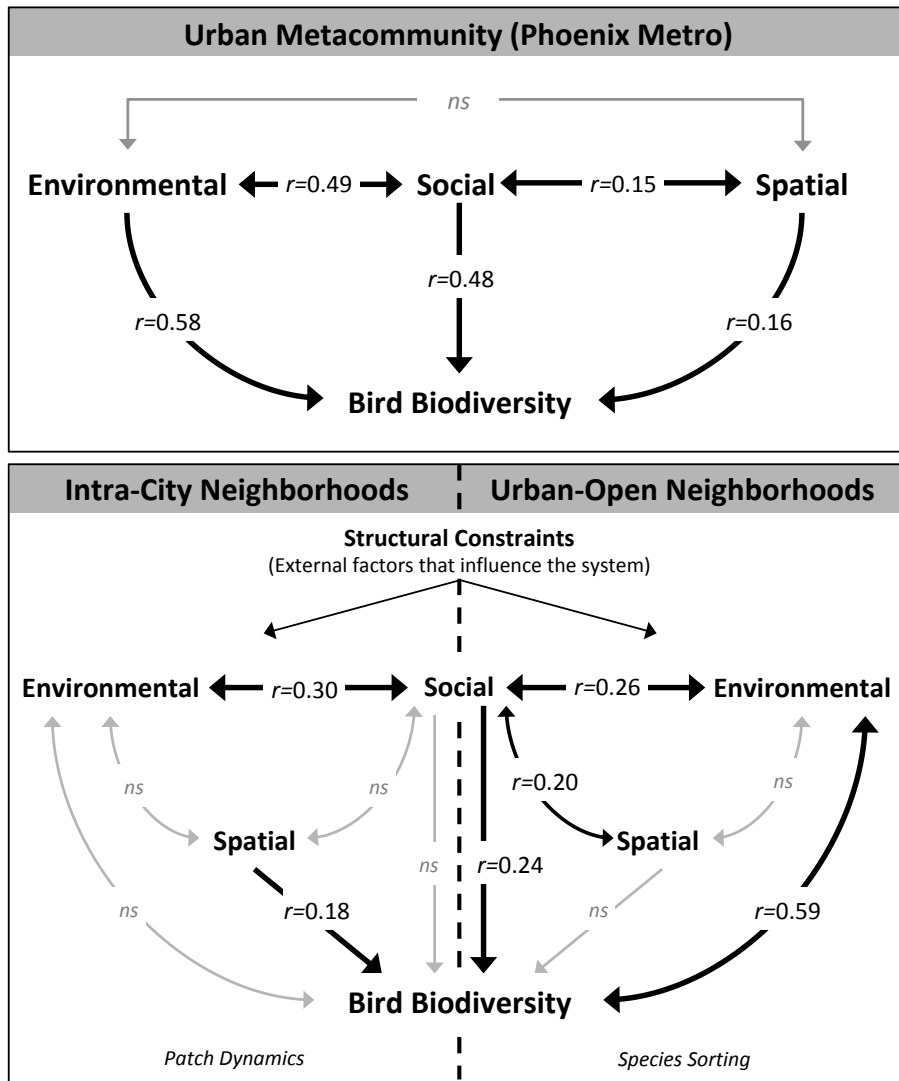 Urban Metacommunity (Phoenix Metro)
ns
Environmental r=0.49 Social r=0.15 Spatial
r=0.48
r=0.58 r=0.16
Bird Biodiversity
Intra-City Neighborhoods Urban-Open Neighborhoods
Structural Constraints
(External factors that influence the system)
Environmental r=0.30 Social r=0.26 Environmental
ns ns r=0.20 ns
Spatial Spatial
ns r=0.24
r=0.18 ns r=0.59
ns
Bird Biodiversity
Patch Dynamics Species Sorting